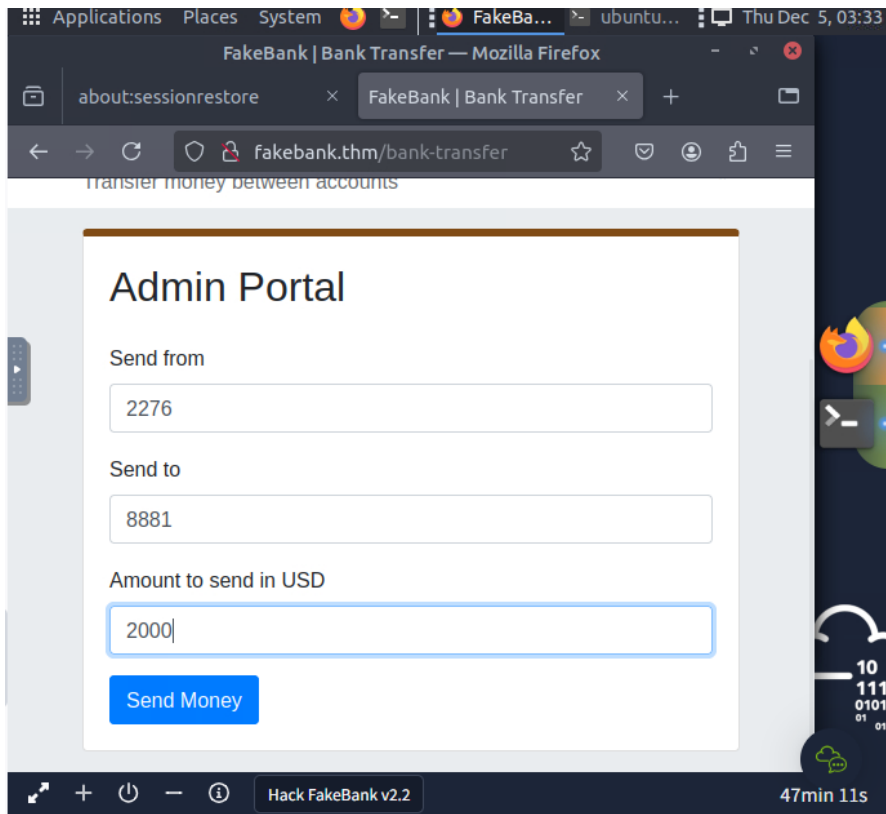 Applications Places System FakeBa... ubuntu... Thu Dec 5, 03:33
FakeBank | Bank Transfer — Mozilla Firefox
about:sessionrestore × FakeBank | Bank Transfer × +
fakebank.thm/bank-transfer
Transfer money between accounts
Admin Portal
Send from
2276
Send to
8881
Amount to send in USD
2000
Send Money
10
111
0101
01 01
Hack FakeBank v2.2 47min 11s